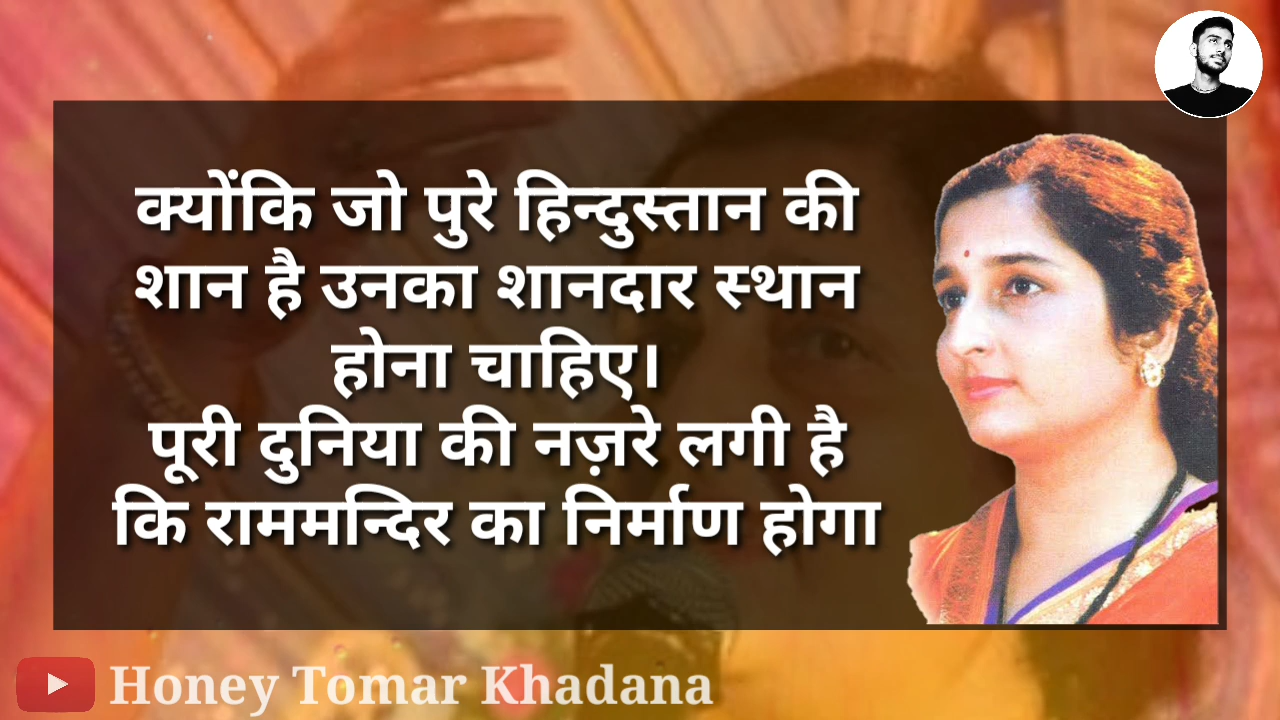 क्योंकि जो पुरे हिन्दुस्तान की
शान है उनका शानदार स्थान
होना चाहिए।
पूरी दुनिया की नज़रे लगी है
कि राममन्दिर का निर्माण होगा
Honey Tomar Khadana